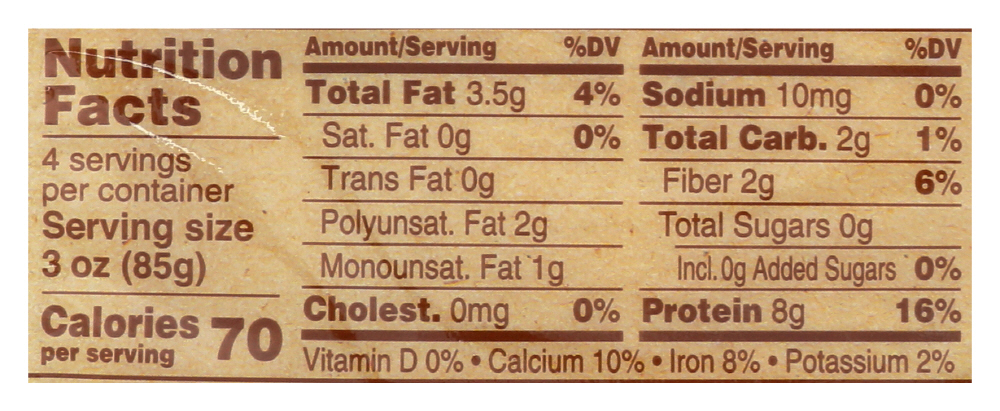 Nutrition
Facts
4 servings
per container
Serving size
3 oz (85g)
Calories 70
per serving
Amount/Serving %DV
Total Fat 3.5g 4%
Sat. Fat 0g 0%
Trans Fat 0g
Polyunsat. Fat 2g
Monounsat. Fat 1g
Cholest. 0mg 0%
Amount/Serving %DV
Sodium 10mg 0%
Total Carb. 2g 1%
Fiber 2g 6%
Total Sugars 0g
Incl. 0g Added Sugars 0%
Protein 8g 16%
Vitamin D 0% • Calcium 10% • Iron 8% • Potassium 2%